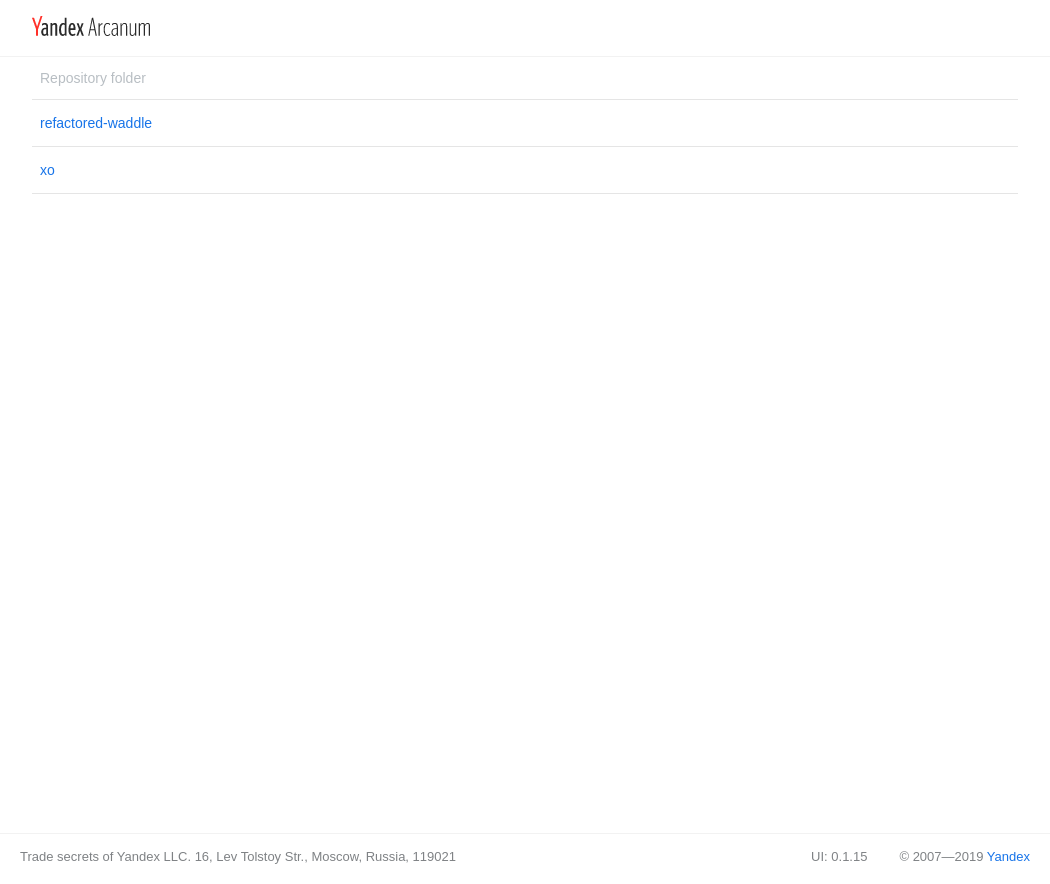 Yandex Arcanum
Repository folder
refactored-waddle
xo
Trade secrets of Yandex LLC. 16, Lev Tolstoy Str., Moscow, Russia, 119021 UI: 0.1.15 © 2007—2019 Yandex